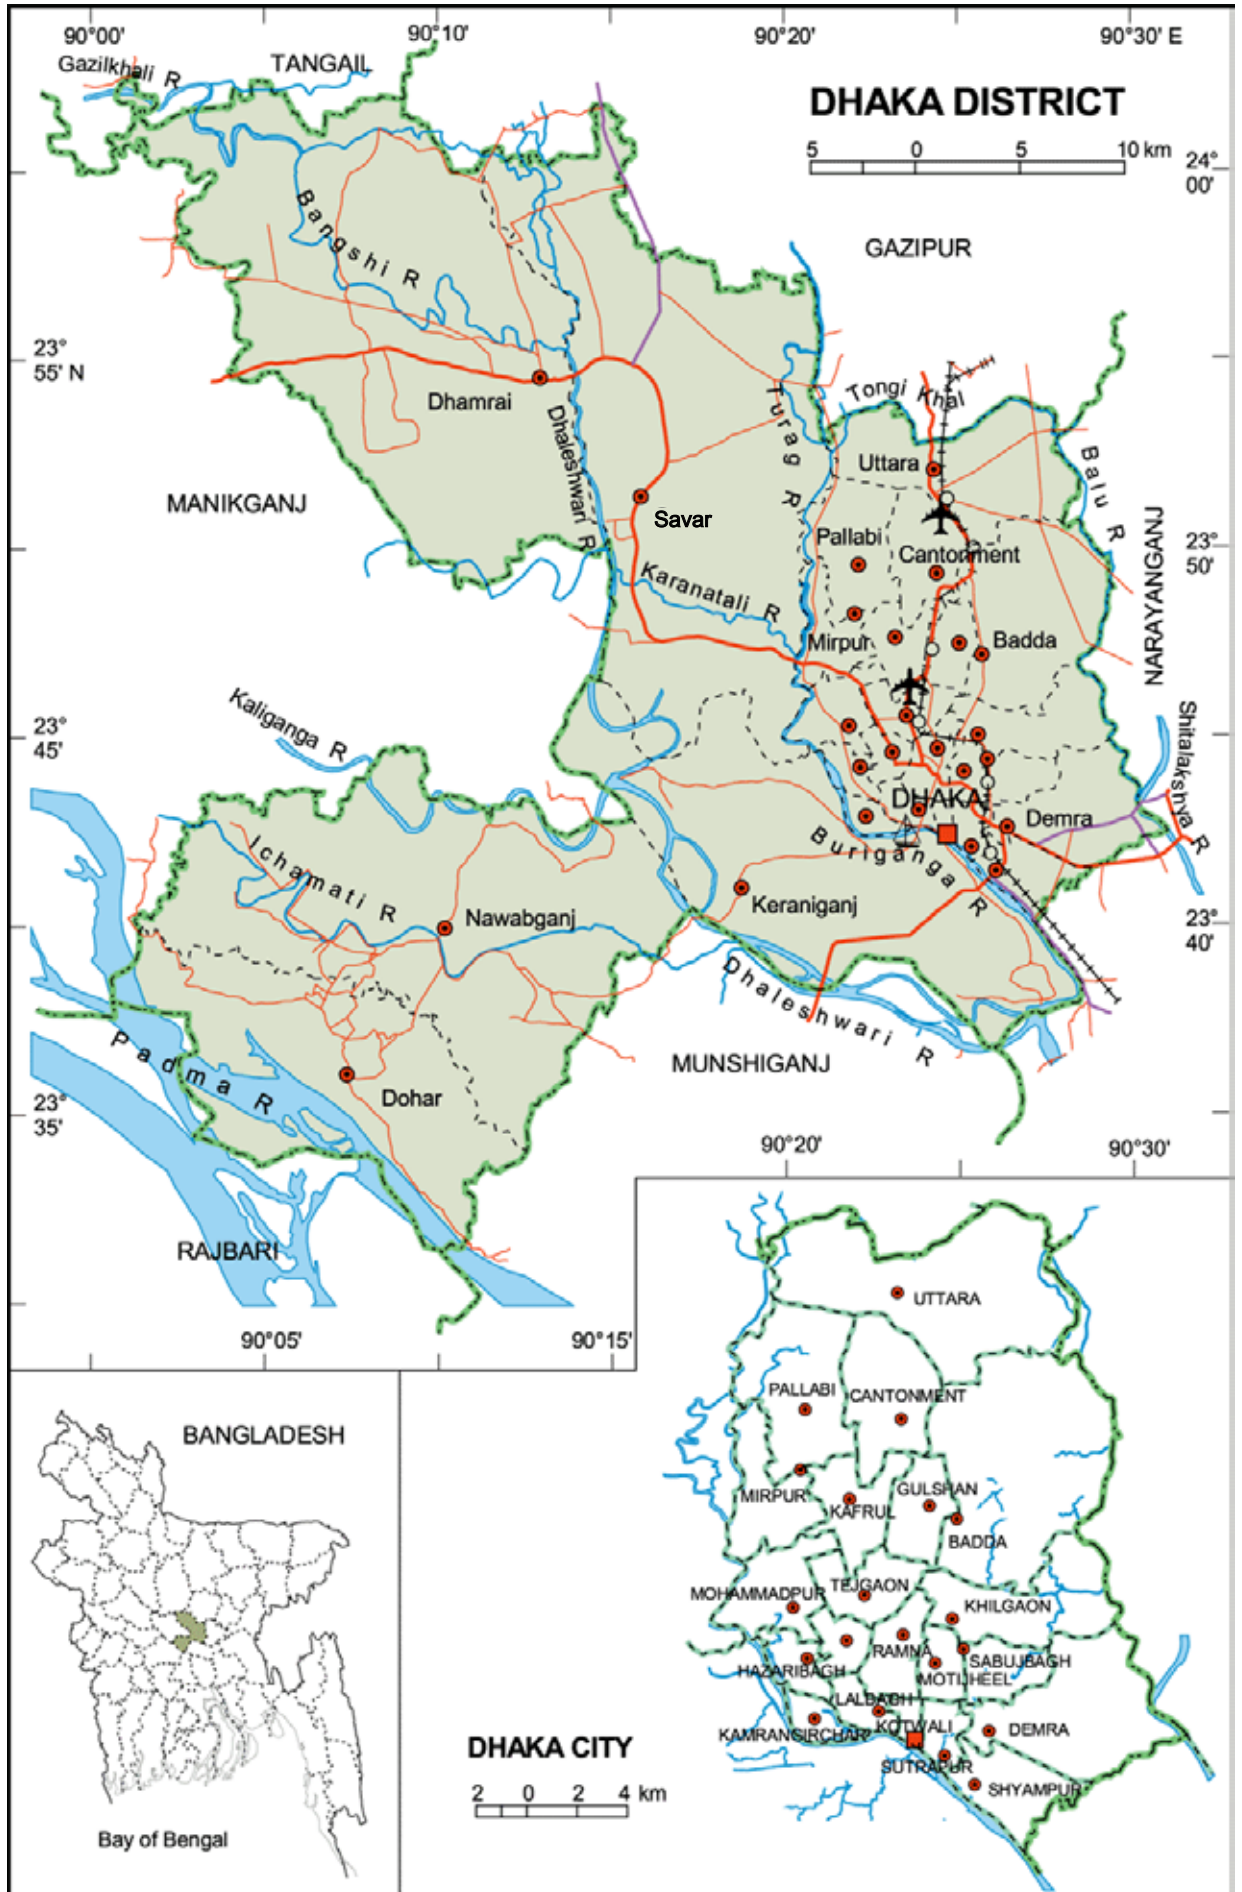 90°00'
90°10'
90°20'
90°30' E
Gazilkhali R
TANGAIL
DHAKA DISTRICT
5 0 5 10 km
24°
00'
Bangshi R
GAZIPUR
23°
55' N
Dhamrai
Dhaleshwari R
Turag R
Tongi Khal
Uttara
Balu R
MANIKGANJ
Savar
Pallabi
Cantonment
23°
50'
NARAYANGANJ
Karanatali R
Mirpur
Badda
Kaliganga R
23°
45'
Shitalakshya R
DHAKA
Demra
Buriganga R
Ichamati R
Nawabganj
Keraniganj
23°
40'
Dhaleshwari R
Padma R
MUNSHIGANJ
Dohar
23°
35'
90°20'
90°30'
RAJBARI
90°05'
90°15'
UTTARA
PALLABI
CANTONMENT
BANGLADESH
MIRPUR
KAFRUL
GULSHAN
BADDA
MOHAMMADPUR
TEJGAON
KHILGAON
RAMNA
SABUJBAGH
HAZARIBAGH
MOTIJHEEL
LALBAGH
KAMRANGIRCHAR
KOTWALI
DEMRA
DHAKA CITY
SUTRAPUR
SHYAMPUR
2 0 2 4 km
Bay of Bengal